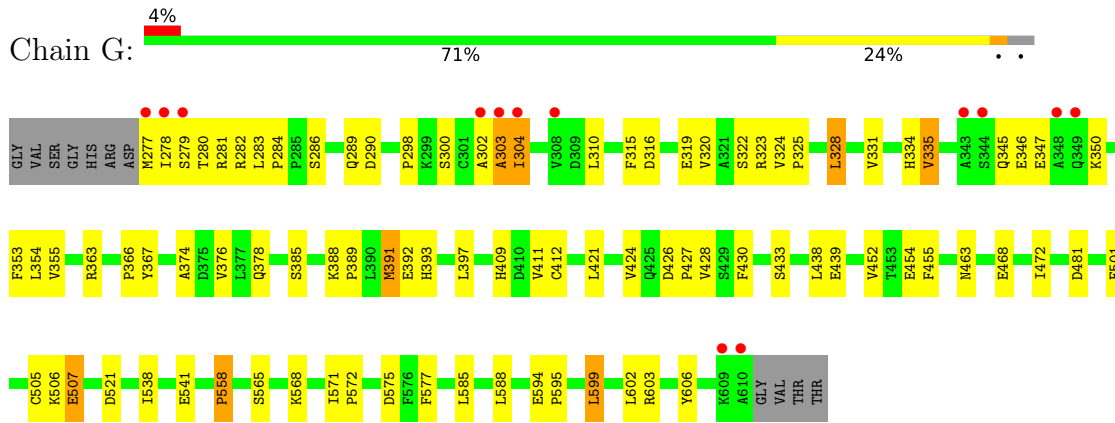 4%
Chain G:
71% 24% • •
GLY VAL SER GLY HIS ARG ASP M277 I278 S279 T280 R281 R282 L283 P284 P285 S286 Q289 D290 P298 K299 S300 C301 A302 A303 I304 V308 D309 L310 F315 D316 E319 V320 A321 S322 R323 V324 P325 L328 V331 H334 V335 A343 S344 Q345 E346 E347 A348 Q349 K350
F353 L354 V355 R363 P366 Y367 A374 D375 V376 L377 Q378 S385 K388 P389 L390 M391 E392 H393 L397 H409 D410 V411 C412 L421 V424 Q425 D426 P427 V428 S429 F430 S433 L438 E439 V452 T453 E454 F455 N463 E468 I472 D481
C505 K506 E507 D521 I538 E541 P558 S565 K568 I571 P572 D575 F576 F577 L585 L588 E594 P595 L599 L602 R603 Y606 K609 A610 GLY VAL THR THR